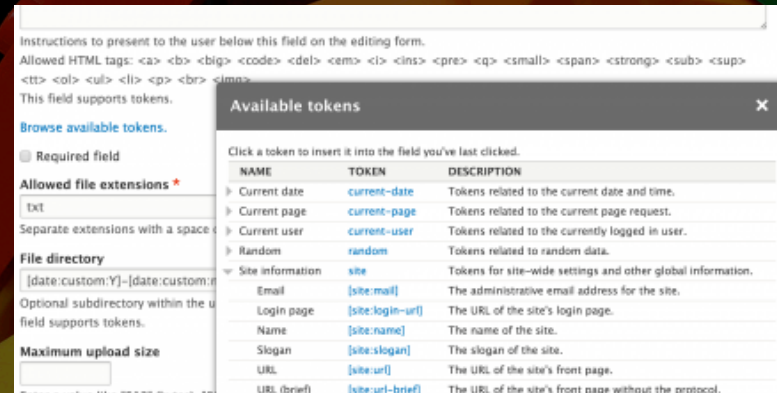 Instructions to present to the user below this field on the editing form.
Allowed HTML tags: <a> <b> <big> <code> <del> <em> <i> <ins> <pre> <q> <small> <span> <strong> <sub> <sup>
<tt> <ol> <ul> <li> <p> <br> <img>
This field supports tokens.
Browse available tokens.
Required field
Allowed file extensions *
txt
Separate extensions with a space
File directory
[date:custom:Y]-[date:custom:
Optional subdirectory within the
field supports tokens.
Maximum upload size
Available tokens ×
Click a token to insert it into the field you've last clicked.
NAME TOKEN DESCRIPTION
Current date current-date Tokens related to the current date and time.
Current page current-page Tokens related to the current page request.
Current user current-user Tokens related to the currently logged in user.
Random random Tokens related to random data.
Site information site Tokens for site-wide settings and other global information.
Email [site:mail] The administrative email address for the site.
Login page [site:login-url] The URL of the site's login page.
Name [site:name] The name of the site.
Slogan [site:slogan] The slogan of the site.
URL [site:url] The URL of the site's front page.
URL (brief) [site:url-brief] The URL of the site's front page without the protocol.